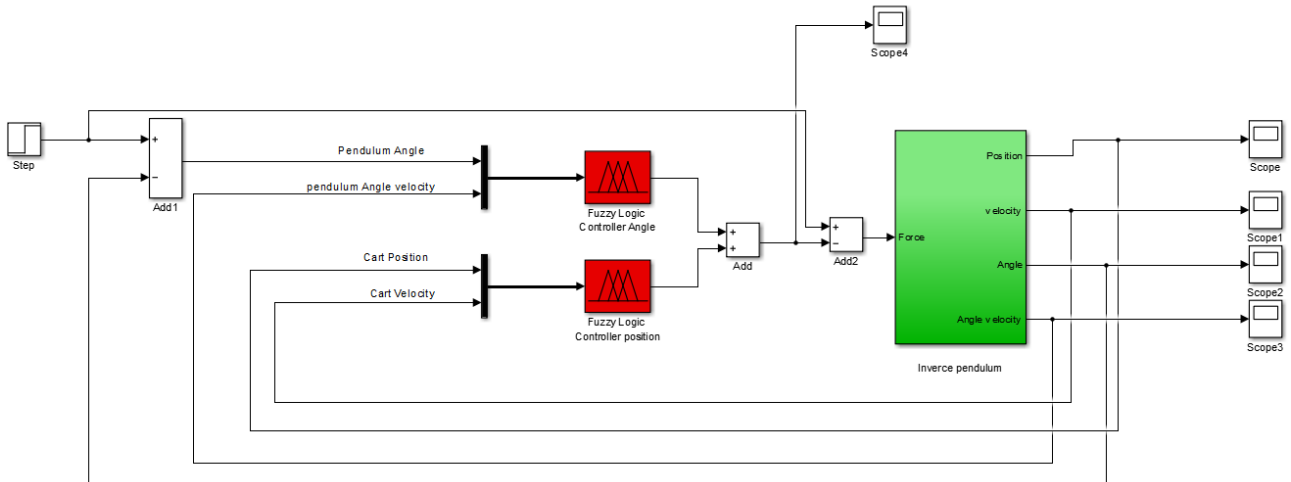 Scope4
Step
+
−
Add1
Pendulum Angle
pendulum Angle velocity
Fuzzy Logic
Controller Angle
Cart Position
Cart Velocity
Fuzzy Logic
Controller position
+
+
Add
+
−
Add2
Force
Position
velocity
Angle
Angle velocity
Inverce pendulum
Scope
Scope1
Scope2
Scope3